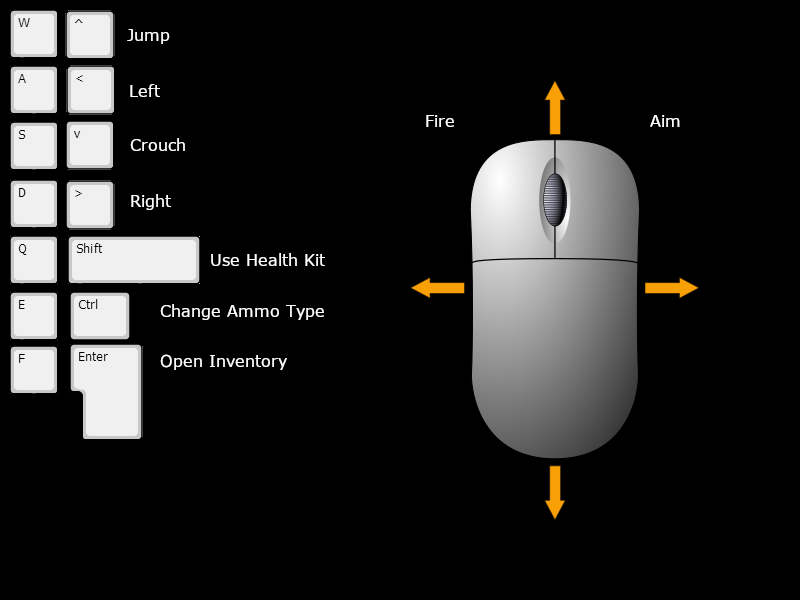 W ^ Jump
A < Left
S v Crouch
D > Right
Q Shift Use Health Kit
E Ctrl Change Ammo Type
F Enter Open Inventory
Fire Aim